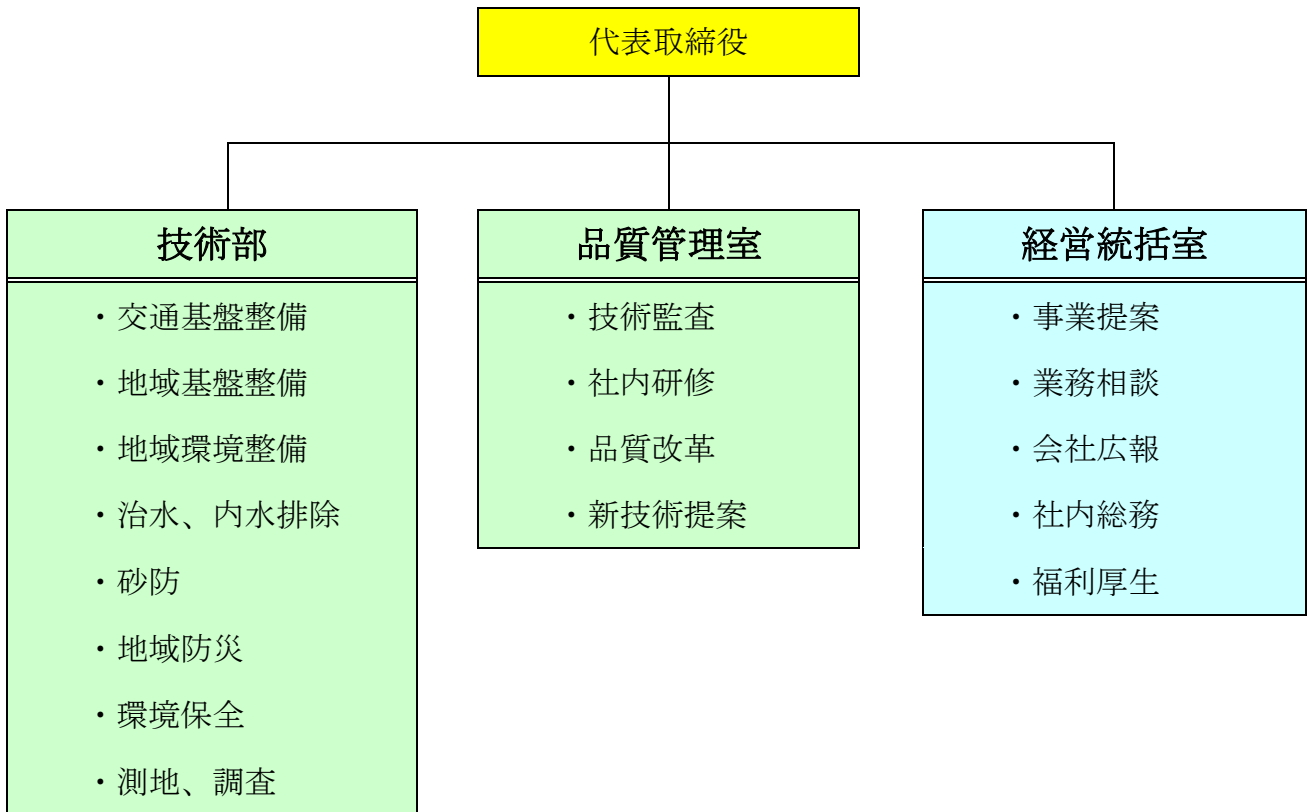 代表取締役
技術部
・交通基盤整備
・地域基盤整備
・地域環境整備
・治水、内水排除
・砂防
・地域防災
・環境保全
・測地、調査
品質管理室
・技術監査
・社内研修
・品質改革
・新技術提案
経営統括室
・事業提案
・業務相談
・会社広報
・社内総務
・福利厚生